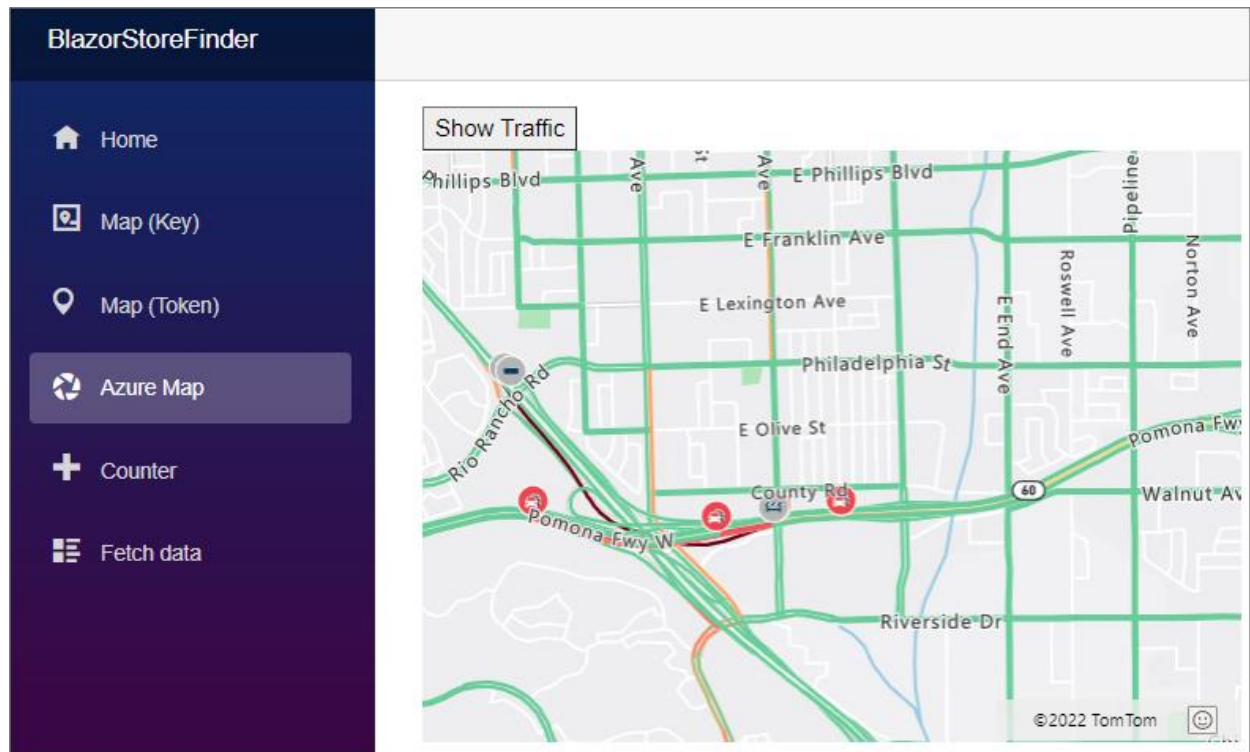 BlazorStoreFinder
Home
Map (Key)
Map (Token)
Azure Map
Counter
Fetch data
Show Traffic
Phillips Blvd
Ave
St
Ave
E Phillips Blvd
Pipeline
E Franklin Ave
Norton Ave
Roswell Ave
E Lexington Ave
E End Ave
Philadelphia St
Rio Rancho Rd
E Olive St
Pomona Fwy
County Rd
60
Walnut Av
Pomona Fwy W
Riverside Dr
©2022 TomTom